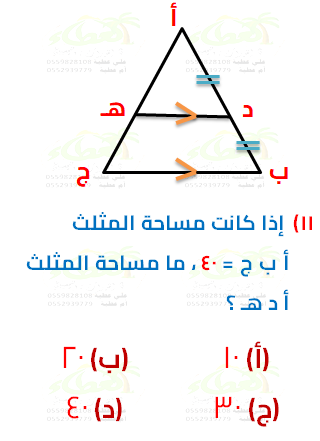 أ
هـ
د
ج
ب
١١) إذا كانت مساحة المثلث
أ ب ج = ٤٠ ، ما مساحة المثلث
أ د هـ ؟
(أ) ١٠ (ب) ٢٠
(ج) ٣٠ (د) ٤٠